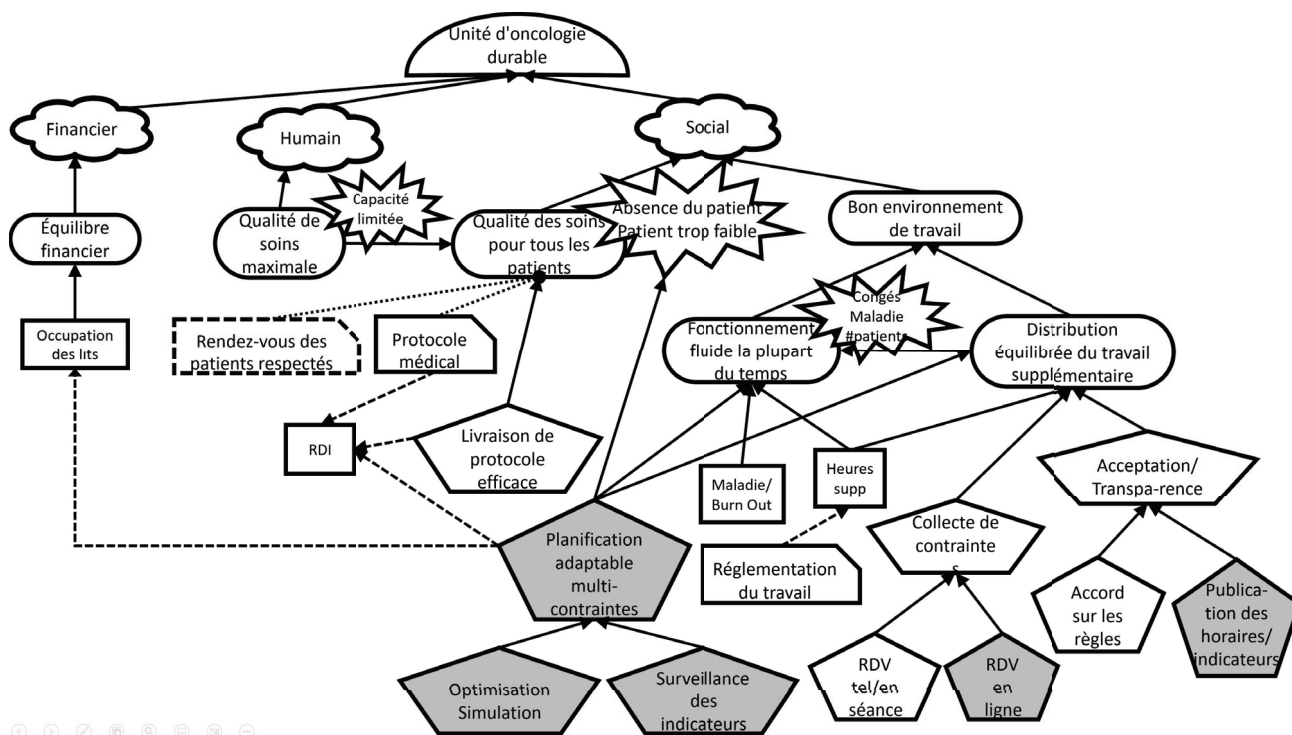 Unité d'oncologie
durable
Financier
Humain
Social
Capacité
limitée
Absence du patient
Patient trop faible
Équilibre
financier
Qualité de
soins
maximale
Qualité des soins
pour tous les
patients
Bon environnement
de travail
Occupation
des lits
Rendez-vous des
patients respectés
Protocole
médical
Fonctionnement
fluide la plupart
du temps
Congés
Maladie
#patients
Distribution
équilibrée du travail
supplémentaire
RDI
Livraison de
protocole
efficace
Maladie/
Burn Out
Heures
supp
Acceptation/
Transpa-rence
Planification
adaptable
multi-
contraintes
Réglementation
du travail
Collecte de
contrainte
s
Accord
sur les
règles
Publica-
tion des
horaires/
indicateurs
Optimisation
Simulation
Surveillance
des
indicateurs
RDV
tel/en
séance
RDV
en
ligne